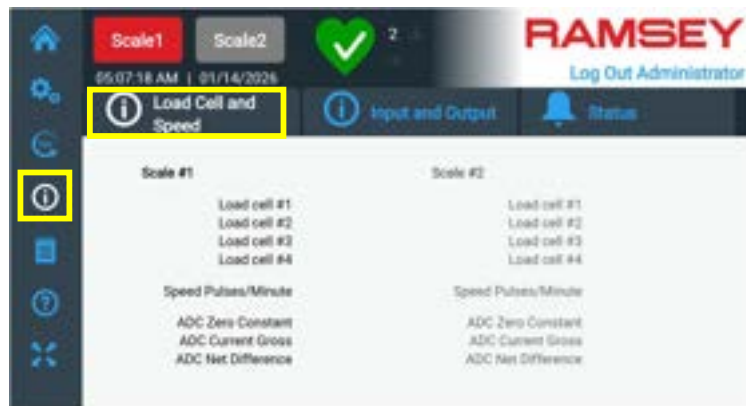 Scale1 Scale2 2 RAMSEY
05:07:18 AM | 01/14/2026 Log Out Administrator
Load Cell and
Speed
Input and Output
Status
Scale #1
Load cell #1
Load cell #2
Load cell #3
Load cell #4
Speed Pulses/Minute
ADC Zero Constant
ADC Current Gross
ADC Net Difference
Scale #2
Load cell #1
Load cell #2
Load cell #3
Load cell #4
Speed Pulses/Minute
ADC Zero Constant
ADC Current Gross
ADC Net Difference